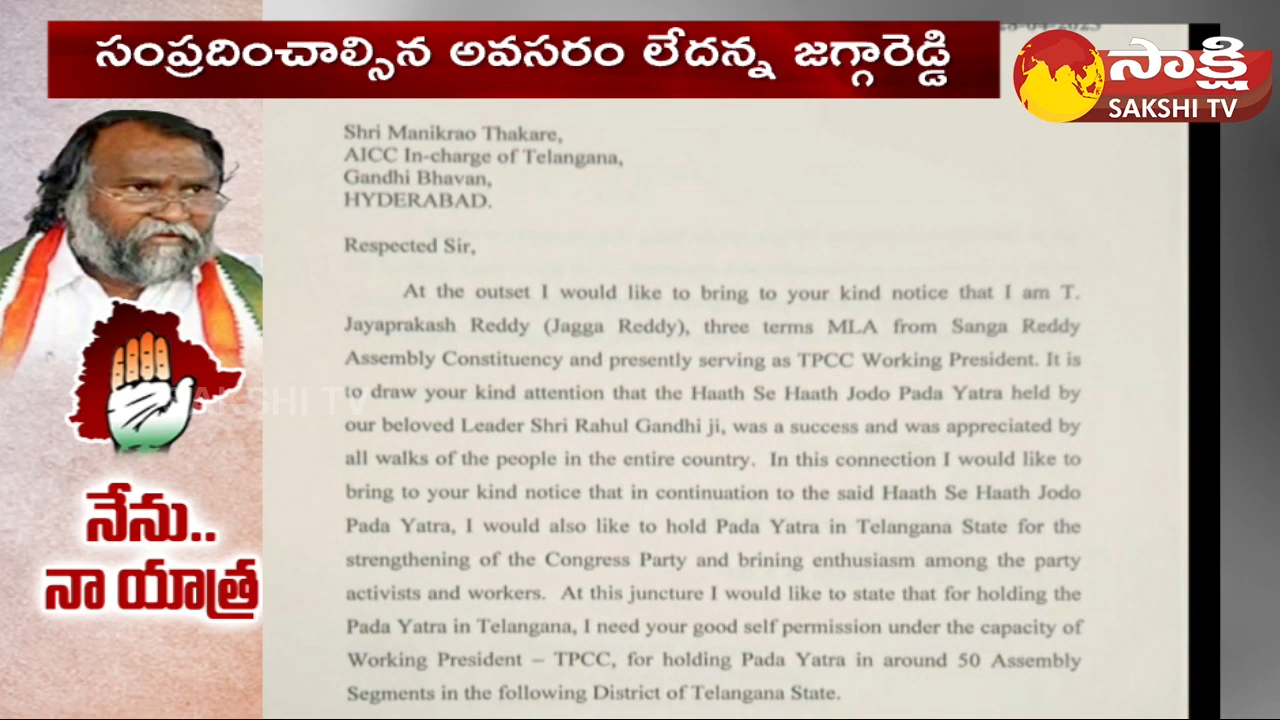 సంప్రదించాల్సిన అవసరం లేదన్న జగ్గారెడ్డి
సాక్షి
SAKSHI TV
Shri Manikrao Thakare,
AICC In-charge of Telangana,
Gandhi Bhavan,
HYDERABAD.
Respected Sir,
At the outset I would like to bring to your kind notice that I am T.
Jayaprakash Reddy (Jagga Reddy), three terms MLA from Sanga Reddy
Assembly Constituency and presently serving as TPCC Working President. It is
to draw your kind attention that the Haath Se Haath Jodo Pada Yatra held by
our beloved Leader Shri Rahul Gandhi ji, was a success and was appreciated by
all walks of the people in the entire country. In this connection I would like to
bring to your kind notice that in continuation to the said Haath Se Haath Jodo
Pada Yatra, I would also like to hold Pada Yatra in Telangana State for the
strengthening of the Congress Party and brining enthusiasm among the party
activists and workers. At this juncture I would like to state that for holding the
Pada Yatra in Telangana, I need your good self permission under the capacity of
Working President – TPCC, for holding Pada Yatra in around 50 Assembly
Segments in the following District of Telangana State.
SAKSHI TV
నేను..
నా యాత్ర